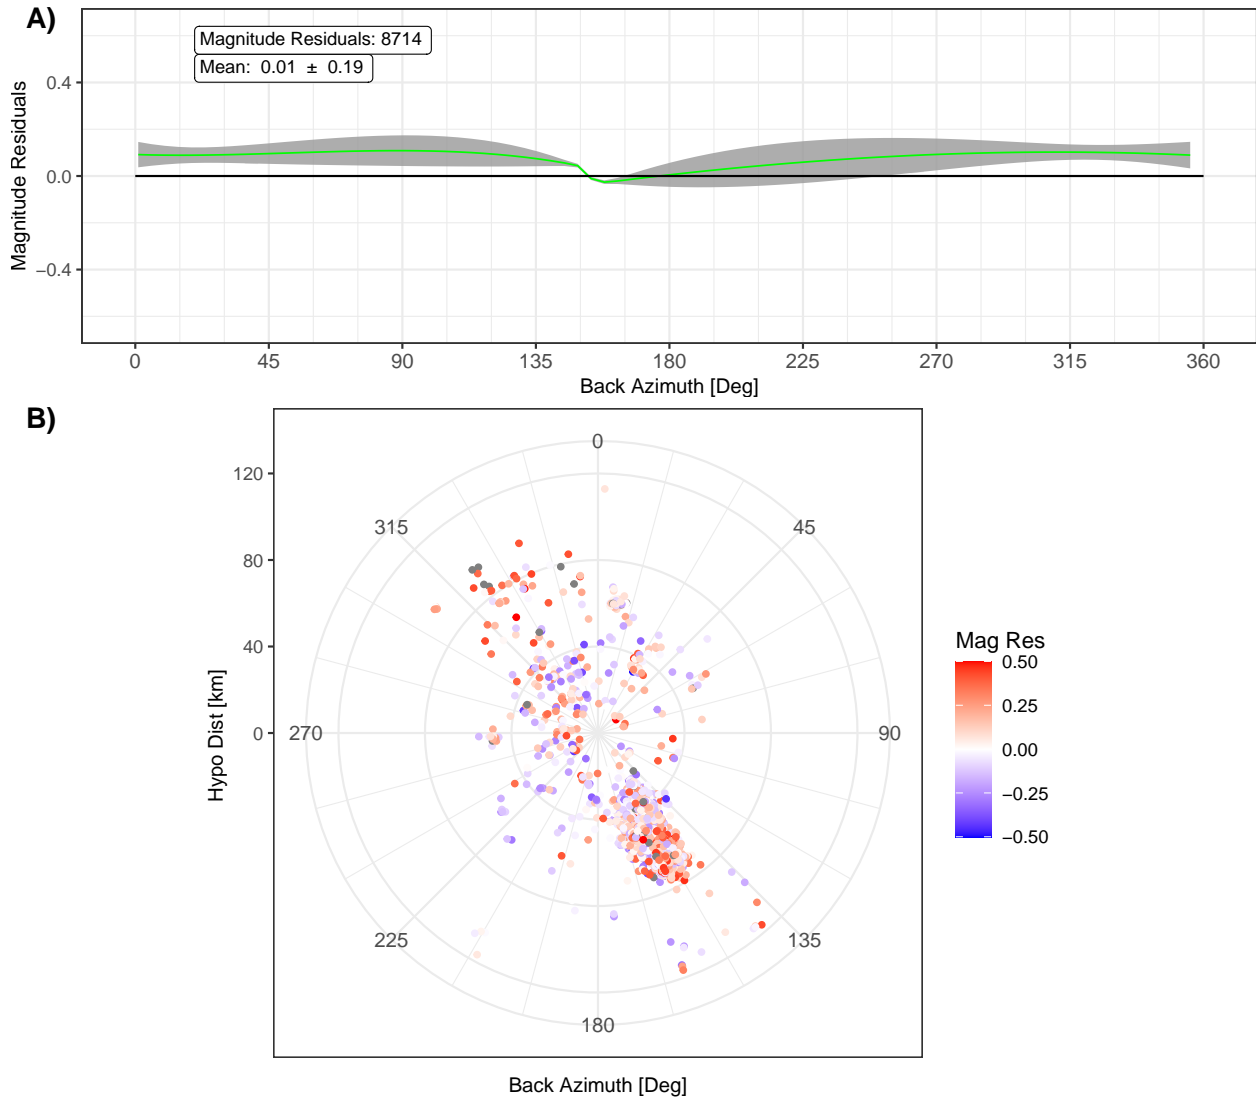 A)
Magnitude Residuals: 8714
Mean:  0.01  ±  0.19
Magnitude Residuals
0.4
0.0
−0.4
0 45 90 135 180 225 270 315 360
Back Azimuth [Deg]
B)
Hypo Dist [km]
120
80
40
0
0
45
90
135
180
225
270
315
Back Azimuth [Deg]
Mag Res
0.50
0.25
0.00
−0.25
−0.50